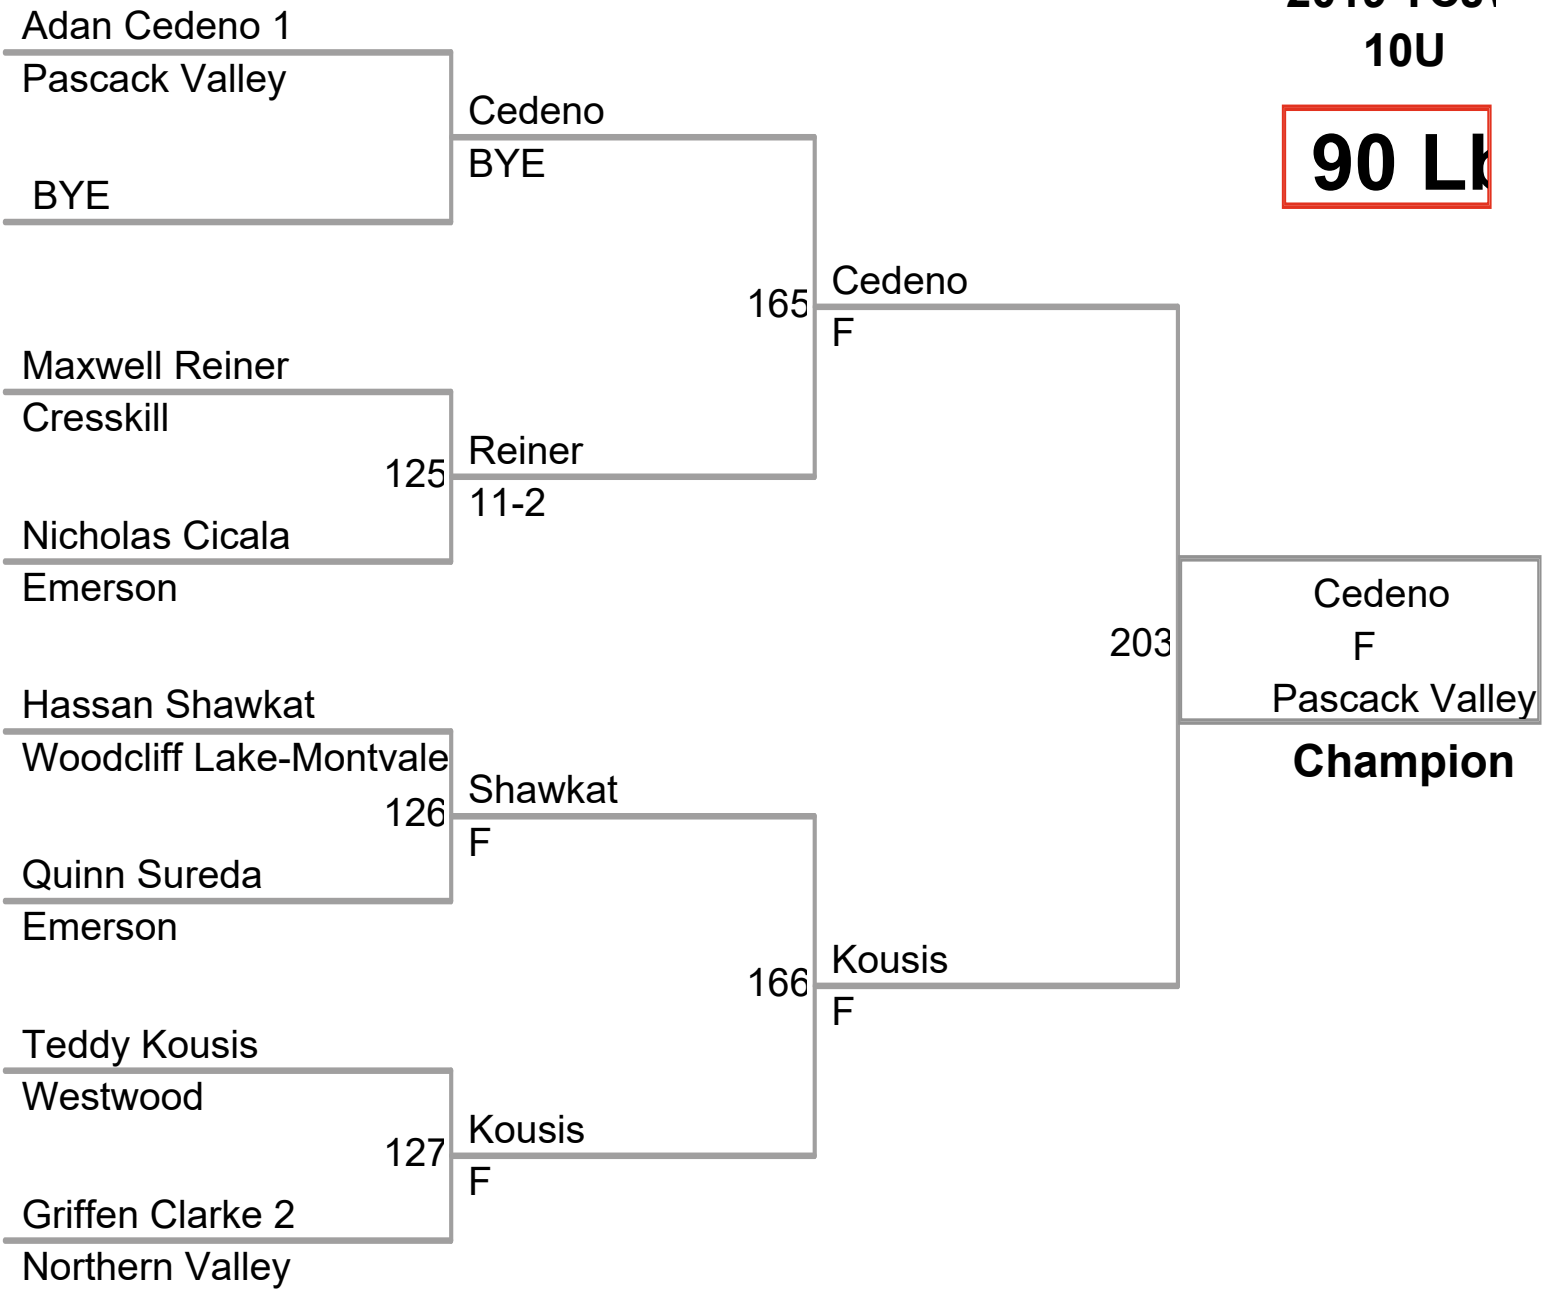 Adan Cedeno 1
Pascack Valley
BYE
Cedeno
BYE
10U
90
165
Cedeno
F
Maxwell Reiner
Cresskill
125
Reiner
11-2
Nicholas Cicala
Emerson
Hassan Shawkat
Woodcliff Lake-Montvale
126
Shawkat
F
Quinn Sureda
Emerson
203
Cedeno
F
Pascack Valley
Champion
166
Kousis
F
Teddy Kousis
Westwood
127
Kousis
F
Griffen Clarke 2
Northern Valley